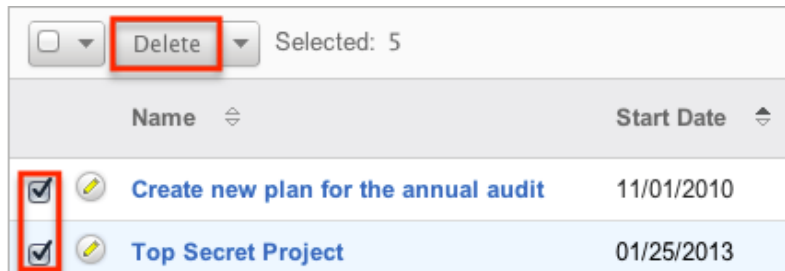 Delete Selected: 5
Name Start Date
Create new plan for the annual audit 11/01/2010
Top Secret Project 01/25/2013